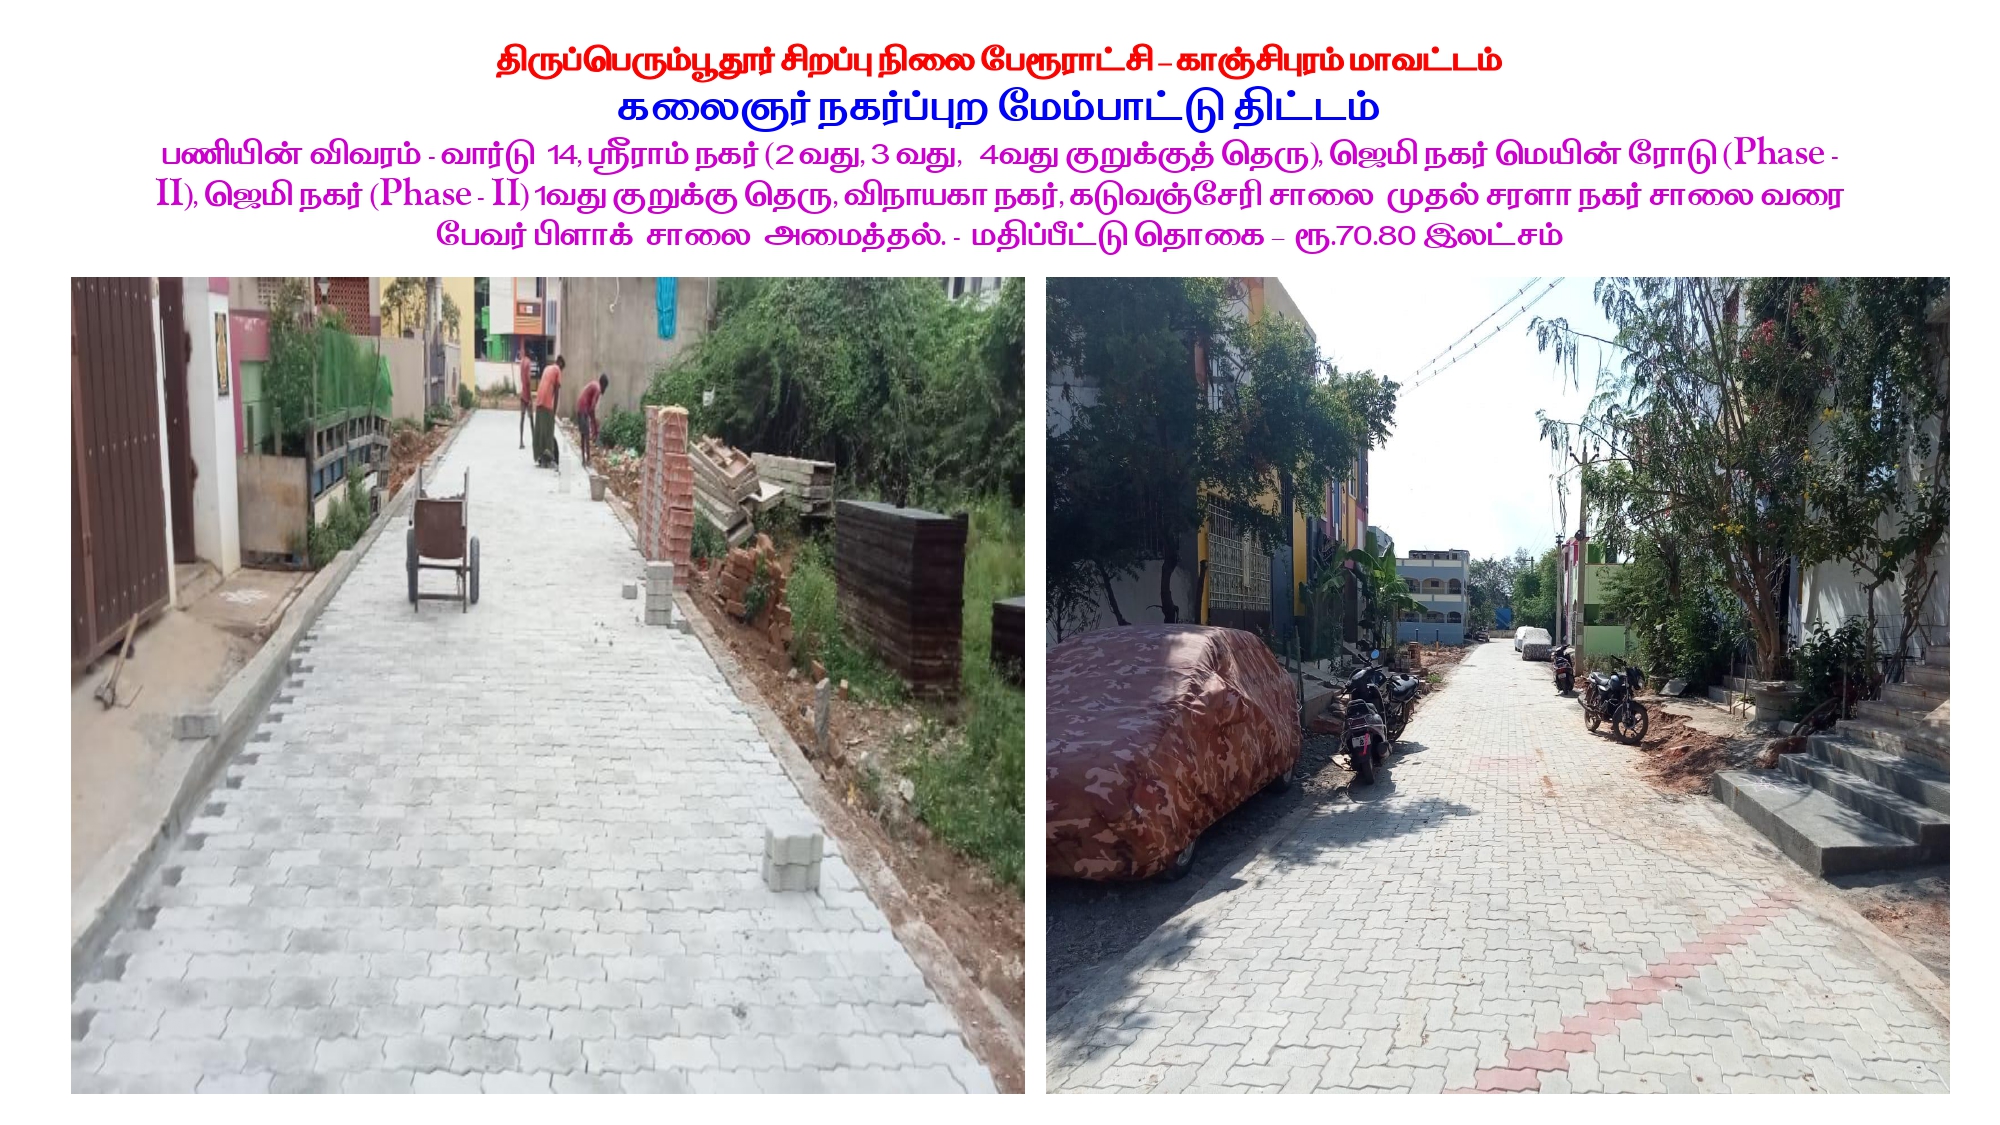 திருப்பெரும்பூதூர் சிறப்பு நிலை பேரூராட்சி – காஞ்சிபுரம் மாவட்டம்
கலைஞர் நகர்ப்புற மேம்பாட்டு திட்டம்
பணியின் விவரம் - வார்டு 14, ஸ்ரீராம் நகர் (2 வது, 3 வது, 4வது குறுக்குத் தெரு), ஜெமி நகர் மெயின் ரோடு (Phase -
II), ஜெமி நகர் (Phase - II) 1வது குறுக்கு தெரு, விநாயகா நகர், கடுவஞ்சேரி சாலை முதல் சரளா நகர் சாலை வரை
பேவர் பிளாக் சாலை அமைத்தல். - மதிப்பீட்டு தொகை – ரூ.70.80 இலட்சம்